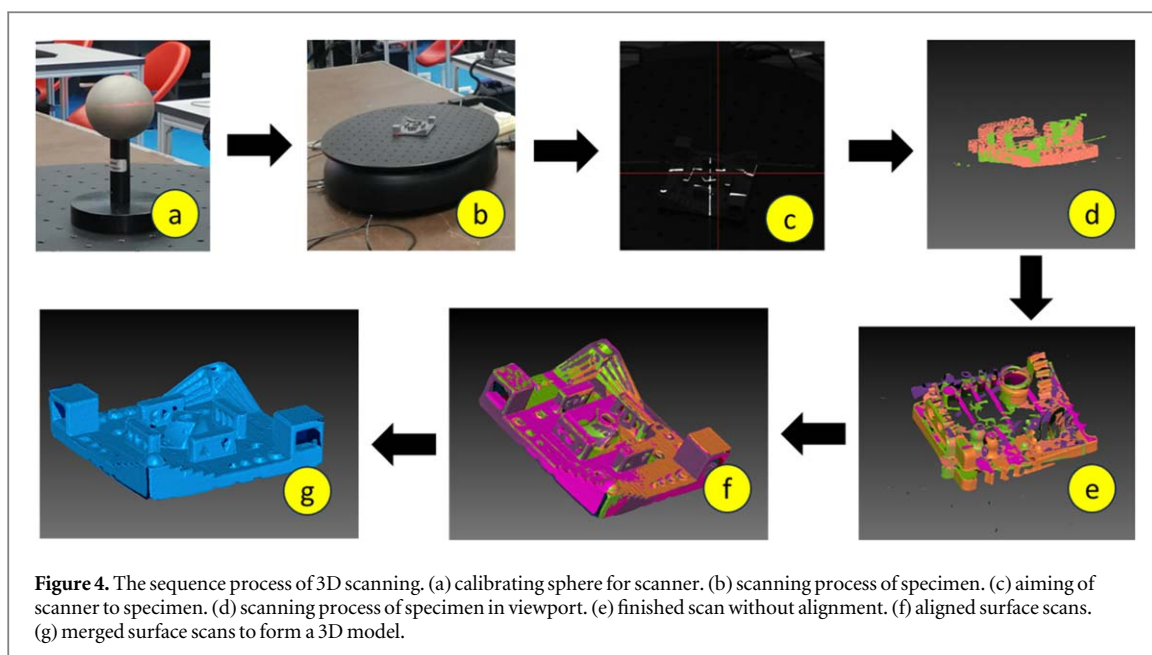 a
b
c
d
g
f
e
Figure 4. The sequence process of 3D scanning. (a) calibrating sphere for scanner. (b) scanning process of specimen. (c) aiming of
scanner to specimen. (d) scanning process of specimen in viewport. (e) finished scan without alignment. (f) aligned surface scans.
(g) merged surface scans to form a 3D model.